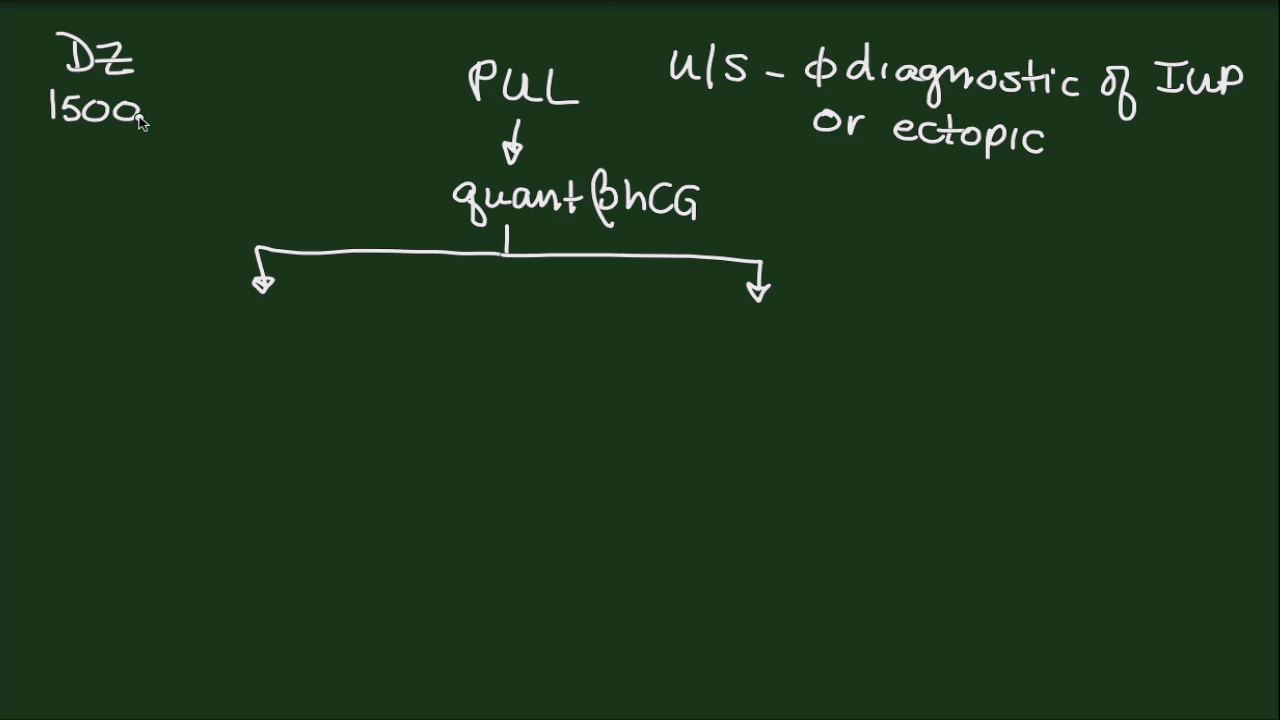 DZ
1500
PUL
u/s - ϕ diagnostic of IUP
or ectopic
quant βhCG